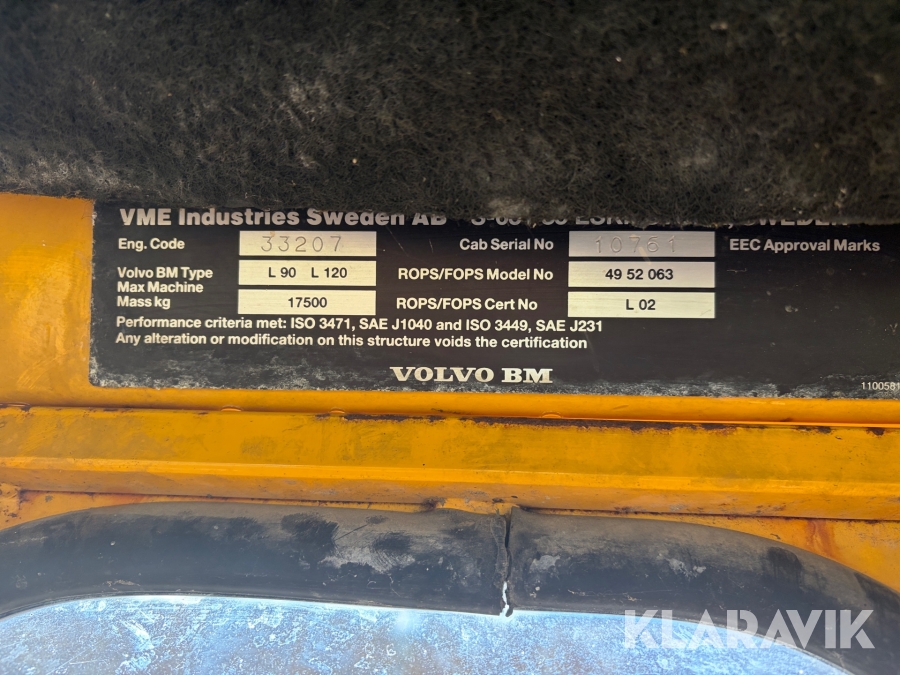 VME Industries Sweden AB SWEDEN
Eng. Code 33207 Cab Serial No 10761 EEC Approval Marks
Volvo BM Type L 90 L 120 ROPS/FOPS Model No 49 52 063
Max Machine
Mass kg 17500 ROPS/FOPS Cert No L 02
Performance criteria met: ISO 3471, SAE J1040 and ISO 3449, SAE J231
Any alteration or modification on this structure voids the certification
VOLVO BM
1100581
KLARAVIK